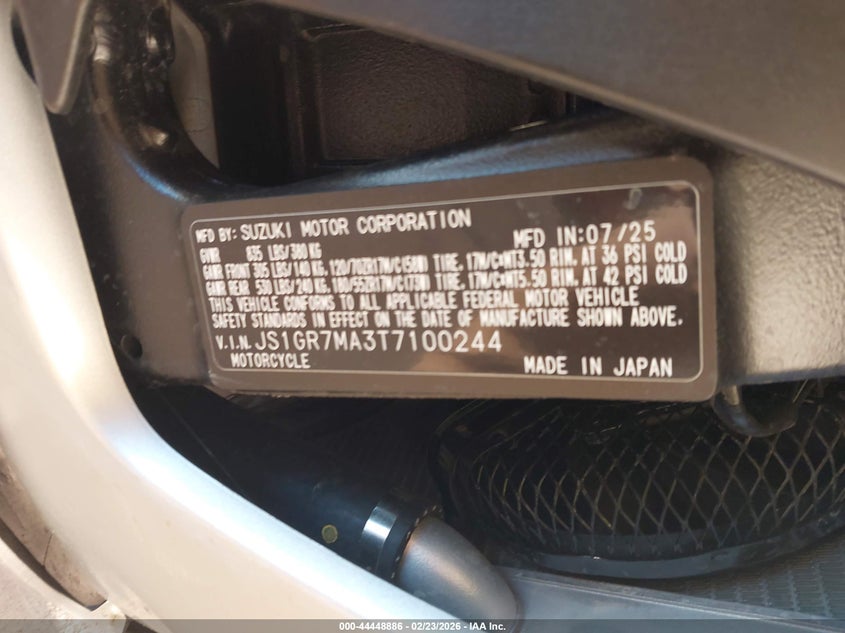 MFD BY: SUZUKI MOTOR CORPORATION
MFD IN: 07/25
GVWR 835 LBS/380 KG
GAWR FRONT 305 LBS/140 KG, 120/70ZR17M/C(58W) TIRE, 17M/C×MT3.50 RIM, AT 36 PSI COLD
GAWR REAR 530 LBS/240 KG, 180/55ZR17M/C(73W) TIRE, 17M/C×MT5.50 RIM, AT 42 PSI COLD
THIS VEHICLE CONFORMS TO ALL APPLICABLE FEDERAL MOTOR VEHICLE
SAFETY STANDARDS IN EFFECT ON THE DATE OF MANUFACTURE SHOWN ABOVE.
V.I.N. JS1GR7MA3T7100244
MOTORCYCLE
MADE IN JAPAN
000-44448886 - 02/23/2026 - IAA Inc.